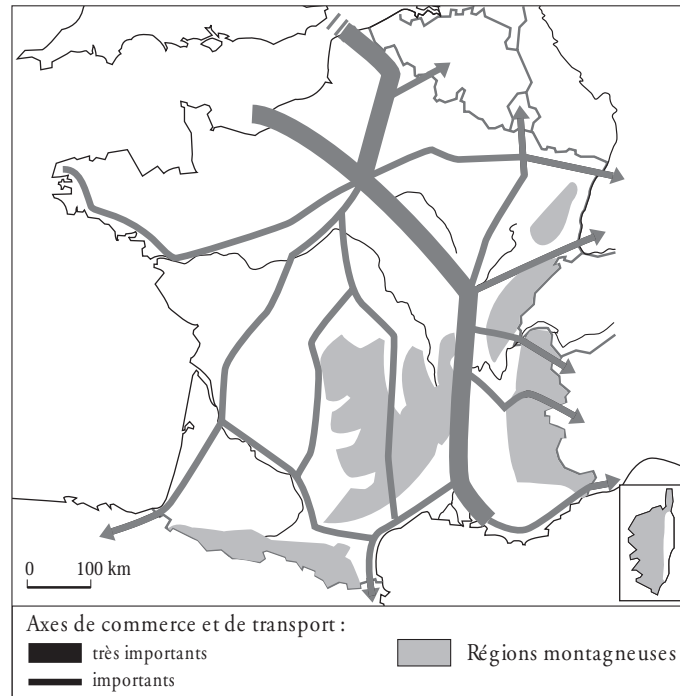 0 100 km
Axes de commerce et de transport :
très importants
importants
Régions montagneuses